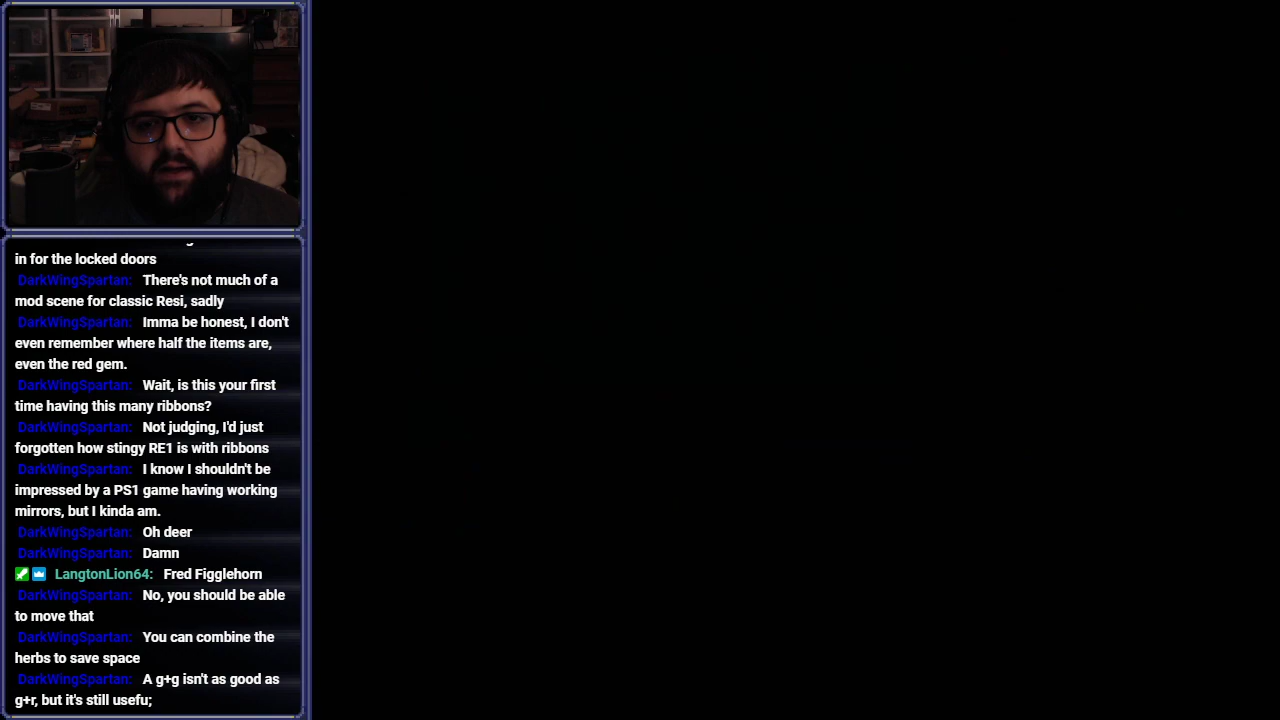 in for the locked doors
DarkWingSpartan: There's not much of a
mod scene for classic Resi, sadly
DarkWingSpartan: Imma be honest, I don't
even remember where half the items are,
even the red gem.
DarkWingSpartan: Wait, is this your first
time having this many ribbons?
DarkWingSpartan: Not judging, I'd just
forgotten how stingy RE1 is with ribbons
DarkWingSpartan: I know I shouldn't be
impressed by a PS1 game having working
mirrors, but I kinda am.
DarkWingSpartan: Oh deer
DarkWingSpartan: Damn
LangtonLion64: Fred Figglehorn
DarkWingSpartan: No, you should be able
to move that
DarkWingSpartan: You can combine the
herbs to save space
DarkWingSpartan: A g+g isn't as good as
g+r, but it's still usefu;